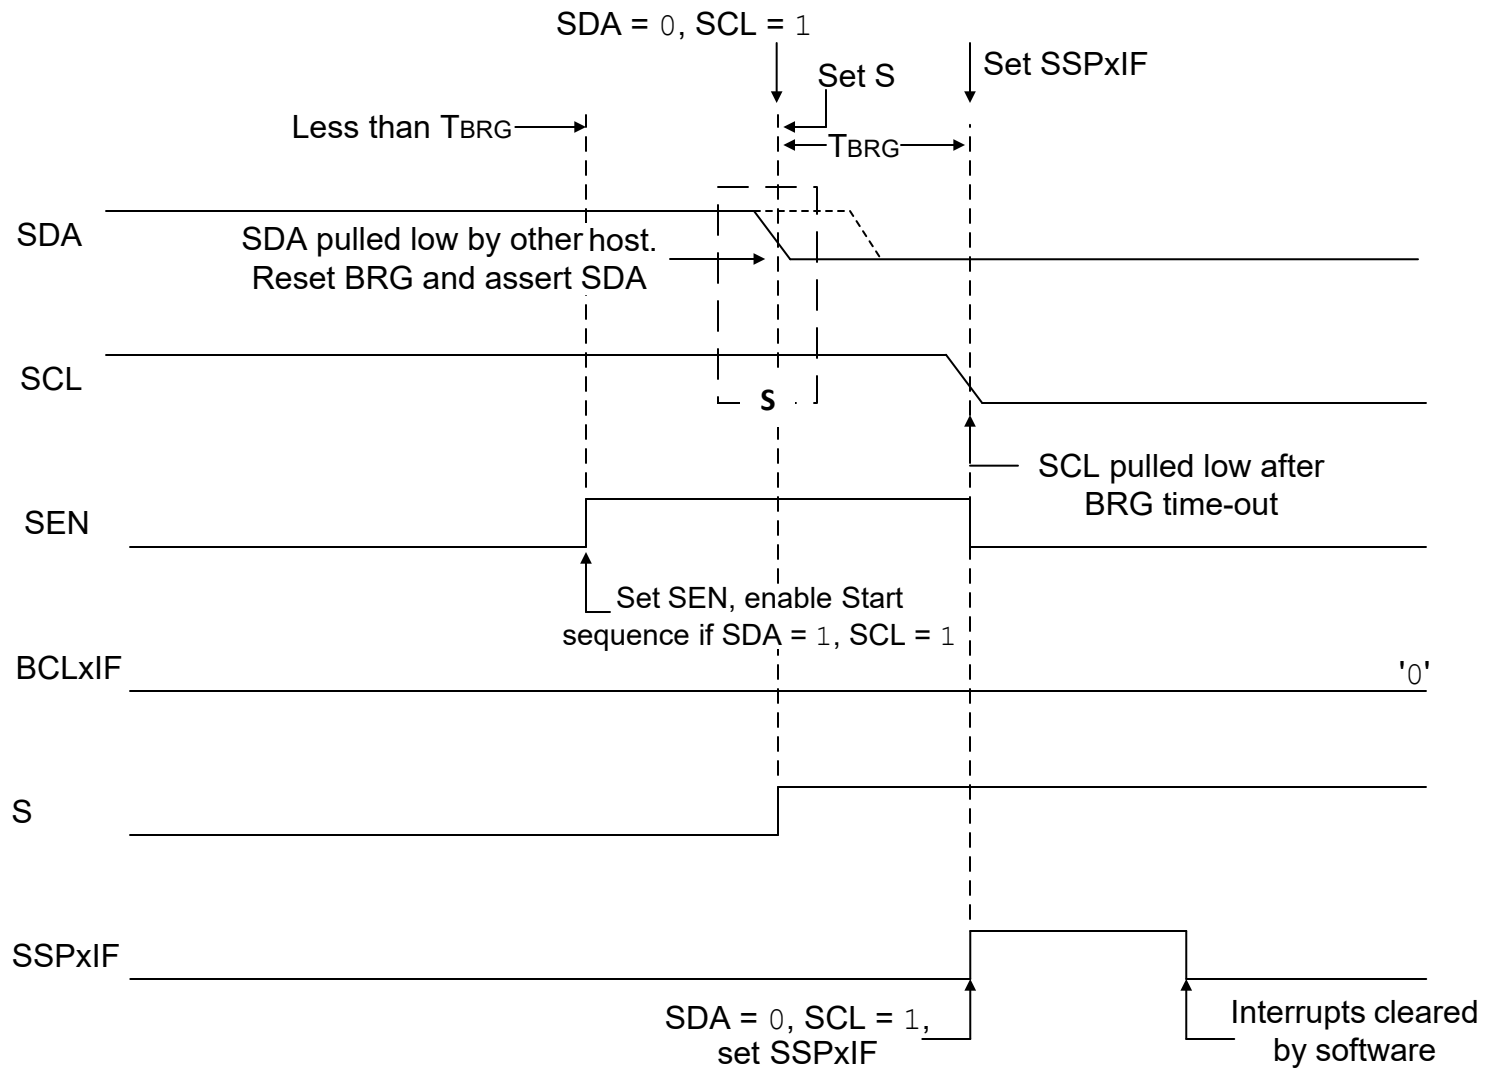 SDA = 0, SCL = 1
Set SSPxIF
Set S
Less than TBRG
TBRG
SDA
SDA pulled low by other host.
Reset BRG and assert SDA
SCL
S
SCL pulled low after
BRG time-out
SEN
Set SEN, enable Start
sequence if SDA = 1, SCL = 1
BCLxIF
'0'
S
SSPxIF
SDA = 0, SCL = 1,
set SSPxIF
Interrupts cleared
by software